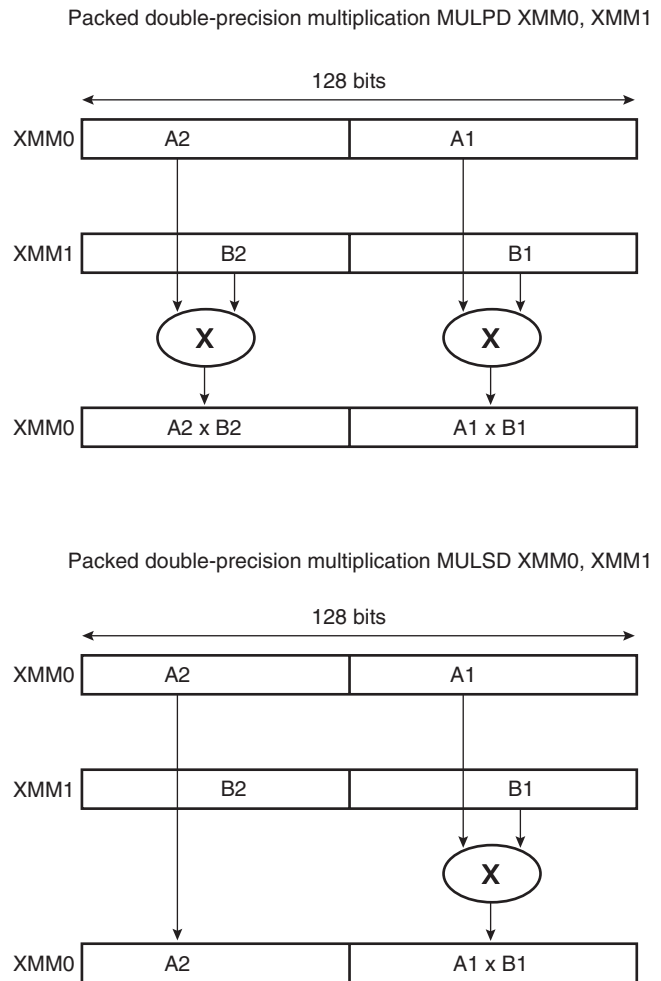 Packed double-precision multiplication MULPD XMM0, XMM1
128 bits
XMM0 A2 A1
XMM1 B2 B1
X X
XMM0 A2 x B2 A1 x B1
Packed double-precision multiplication MULSD XMM0, XMM1
128 bits
XMM0 A2 A1
XMM1 B2 B1
X
XMM0 A2 A1 x B1